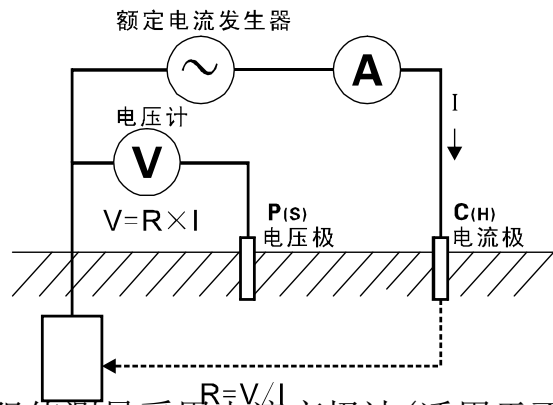 额定电流发生器
A
I
电压计
V
V=R×I
P(S)
电压极
C(H)
电流极
R=V/I